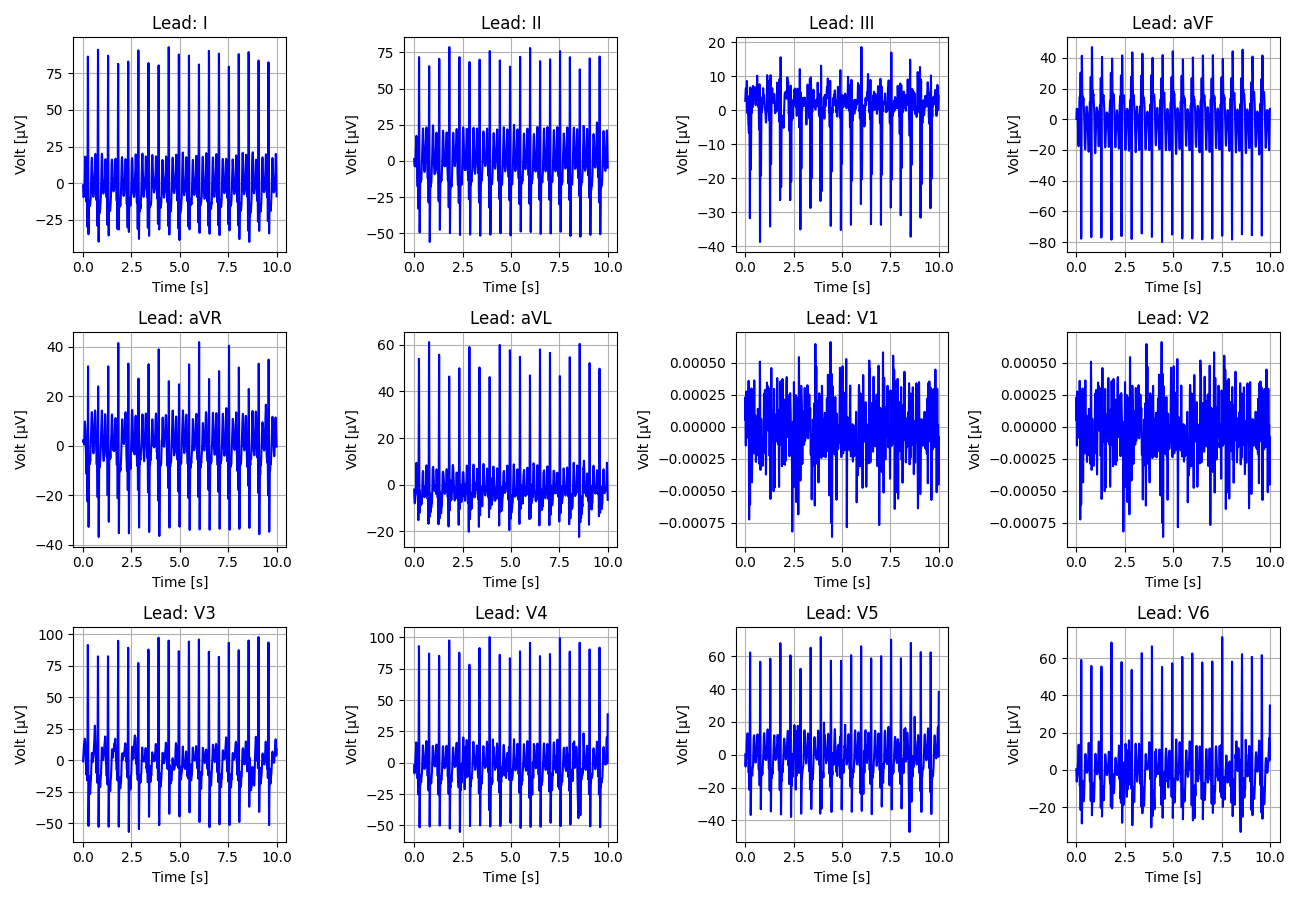 Lead: I
Volt [µV]
75
50
25
0
−25
0.0 2.5 5.0 7.5 10.0
Time [s]
Lead: II
Volt [µV]
75
50
25
0
−25
−50
0.0 2.5 5.0 7.5 10.0
Time [s]
Lead: III
Volt [µV]
20
10
0
−10
−20
−30
−40
0.0 2.5 5.0 7.5 10.0
Time [s]
Lead: aVF
Volt [µV]
40
20
0
−20
−40
−60
−80
0.0 2.5 5.0 7.5 10.0
Time [s]
Lead: aVR
Volt [µV]
40
20
0
−20
−40
0.0 2.5 5.0 7.5 10.0
Time [s]
Lead: aVL
Volt [µV]
60
40
20
0
−20
0.0 2.5 5.0 7.5 10.0
Time [s]
Lead: V1
Volt [µV]
0.00050
0.00025
0.00000
−0.00025
−0.00050
−0.00075
0.0 2.5 5.0 7.5 10.0
Time [s]
Lead: V2
Volt [µV]
0.00050
0.00025
0.00000
−0.00025
−0.00050
−0.00075
0.0 2.5 5.0 7.5 10.0
Time [s]
Lead: V3
Volt [µV]
100
75
50
25
0
−25
−50
0.0 2.5 5.0 7.5 10.0
Time [s]
Lead: V4
Volt [µV]
100
75
50
25
0
−25
−50
0.0 2.5 5.0 7.5 10.0
Time [s]
Lead: V5
Volt [µV]
60
40
20
0
−20
−40
0.0 2.5 5.0 7.5 10.0
Time [s]
Lead: V6
Volt [µV]
60
40
20
0
−20
0.0 2.5 5.0 7.5 10.0
Time [s]